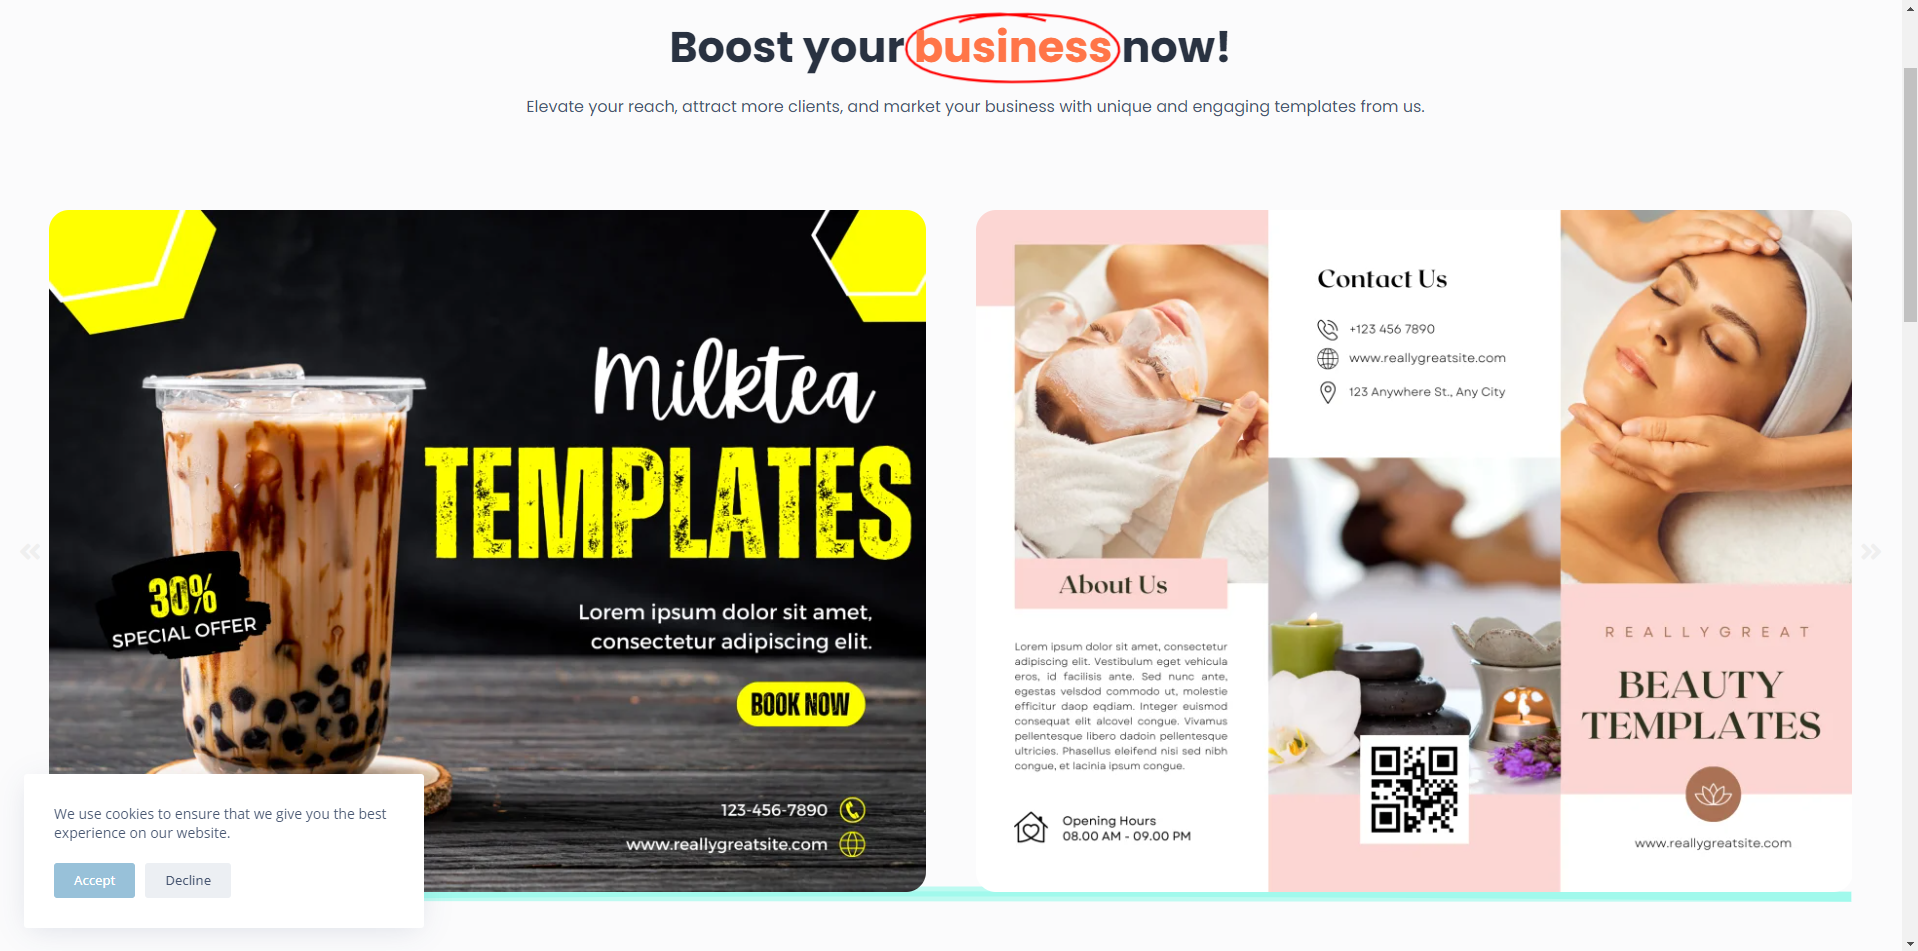 Boost your business now!
Elevate your reach, attract more clients, and market your business with unique and engaging templates from us.
Milktea
TEMPLATES
30%
SPECIAL OFFER
Lorem ipsum dolor sit amet,
consectetur adipiscing elit.
BOOK NOW
123-456-7890
www.reallygreatsite.com
About Us
Lorem ipsum dolor sit amet, consectetur
adipiscing elit. Vestibulum eget vehicula
eros, id facilisis ante. Sed nunc ante,
egestas velsdod commodo ut, molestie
efficitur daop eqdiam. Integer euismod
consequat elit alcovel congue. Vivamus
pellentesque libero dadoin pellentesque
ultricies. Phasellus eleifend nisi sed nibh
congue, et lacinia ipsum congue.
Opening Hours
08.00 AM - 09.00 PM
Contact Us
+123 456 7890
www.reallygreatsite.com
123 Anywhere St., Any City
REALLYGREAT
BEAUTY
TEMPLATES
www.reallygreatsite.com
We use cookies to ensure that we give you the best
experience on our website.
Accept
Decline